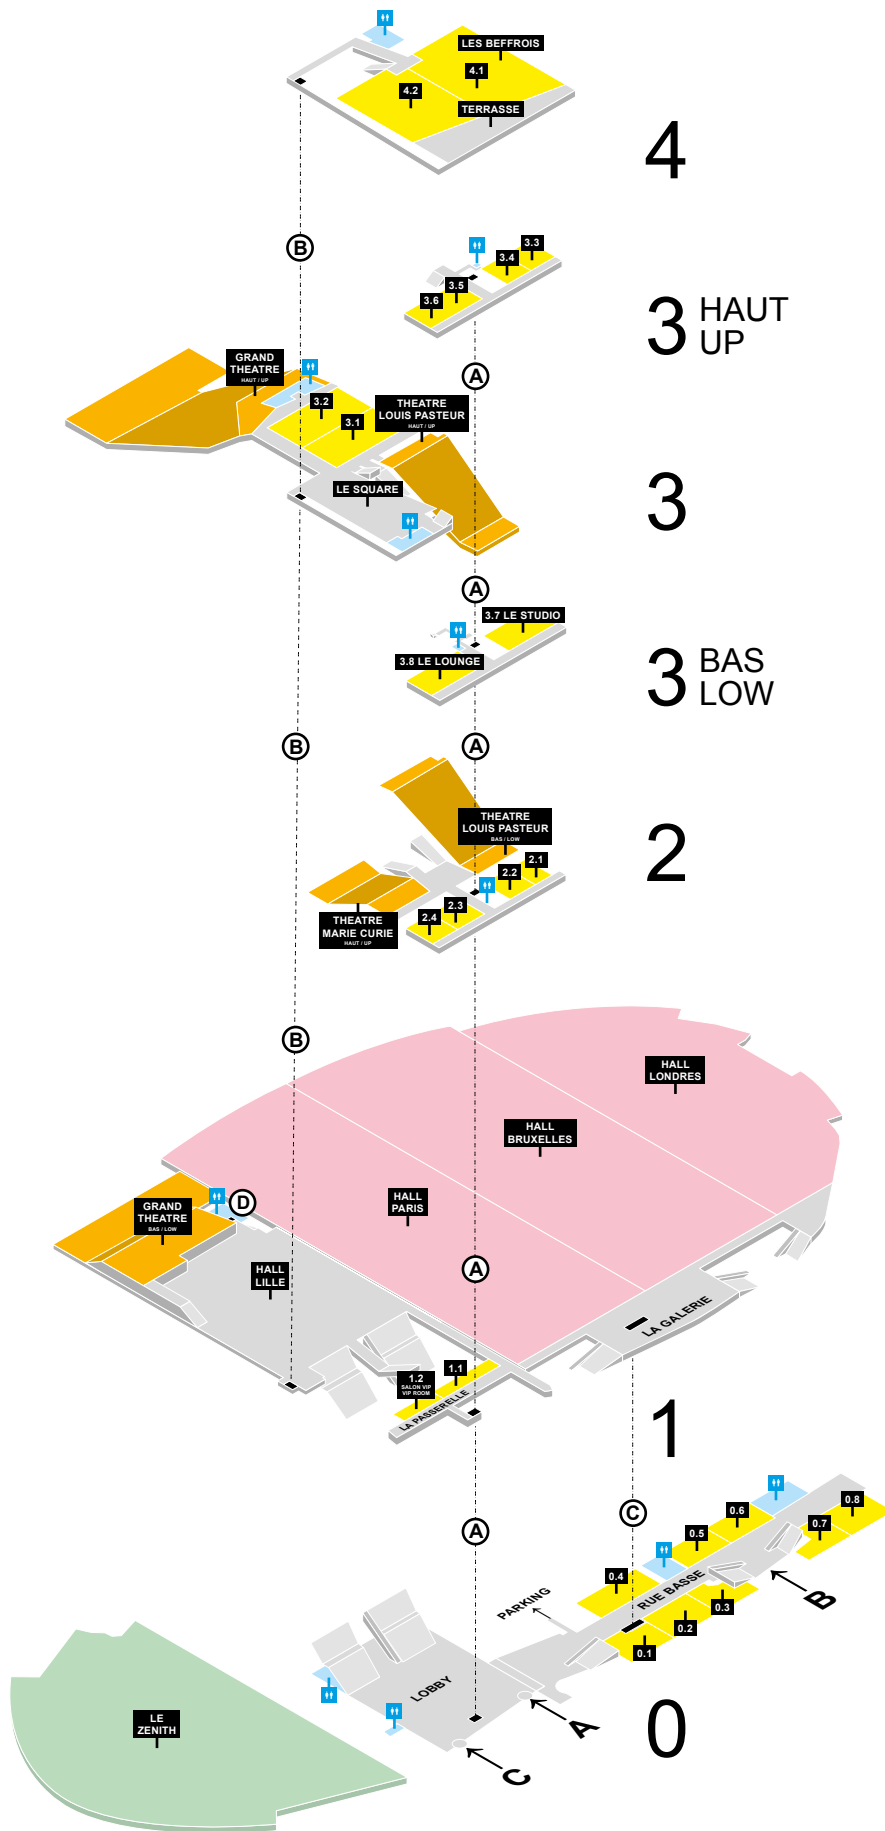 LES BEFFROIS
4.1
4.2
TERRASSE
4
B
3.3
3.4
3.5
3.6
3 HAUT
UP
A
GRAND
THEATRE
HAUT / UP
3.2
3.1
THEATRE
LOUIS PASTEUR
HAUT / UP
LE SQUARE
3
A
3.7 LE STUDIO
3.8 LE LOUNGE
3 BAS
LOW
B
A
THEATRE
LOUIS PASTEUR
BAS / LOW
2.1
2.2
2.3
2.4
THEATRE
MARIE CURIE
HAUT / UP
2
B
HALL
LONDRES
HALL
BRUXELLES
HALL
PARIS
D
GRAND
THEATRE
BAS / LOW
HALL
LILLE
A
LA GALERIE
1.1
1.2
SALON VIP
VIP ROOM
LA PASSERELLE
1
A
C
0.8
0.7
0.6
0.5
0.4
RUE BASSE
0.3
0.2
0.1
B
PARKING
LOBBY
A
C
0
LE
ZENITH